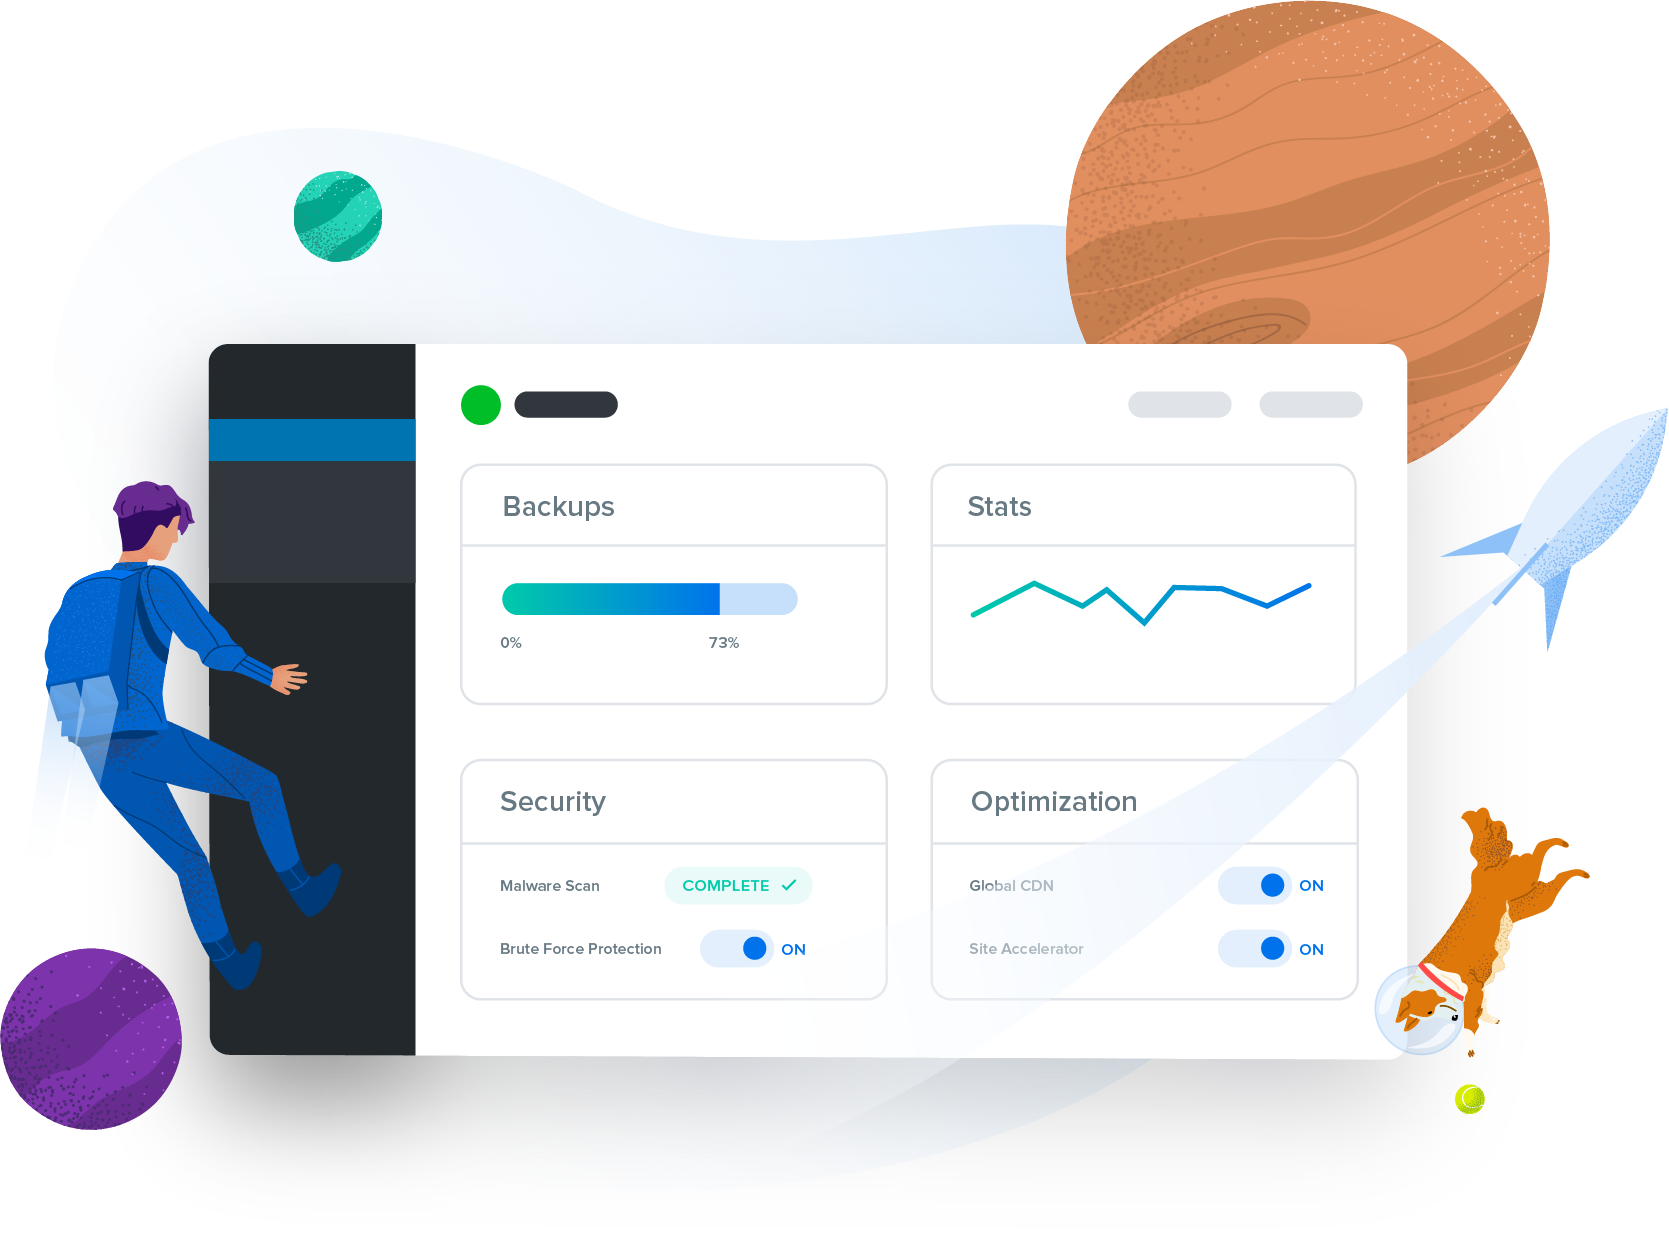 Backups
Stats
0%
73%
Security
Optimization
Malware Scan
COMPLETE
Global CDN
ON
Brute Force Protection
ON
Site Accelerator
ON